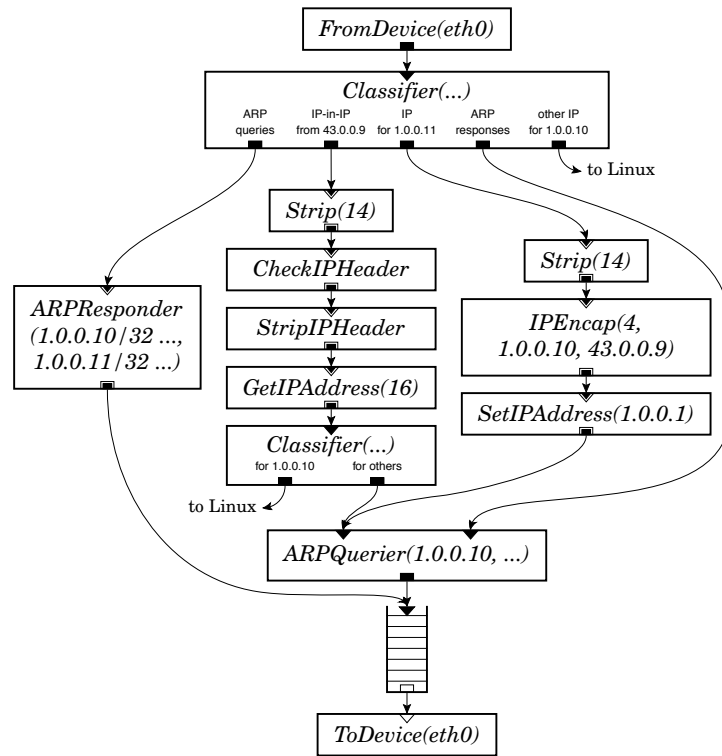 FromDevice(eth0)
Classifier(...)
ARP queries
IP-in-IP from 43.0.0.9
IP for 1.0.0.11
ARP responses
other IP for 1.0.0.10
to Linux
Strip(14)
CheckIPHeader
StripIPHeader
GetIPAddress(16)
Classifier(...)
for 1.0.0.10
for others
to Linux
Strip(14)
IPEncap(4,
1.0.0.10, 43.0.0.9)
SetIPAddress(1.0.0.1)
ARPResponder
(1.0.0.10/32 ...,
1.0.0.11/32 ...)
ARPQuerier(1.0.0.10, ...)
ToDevice(eth0)